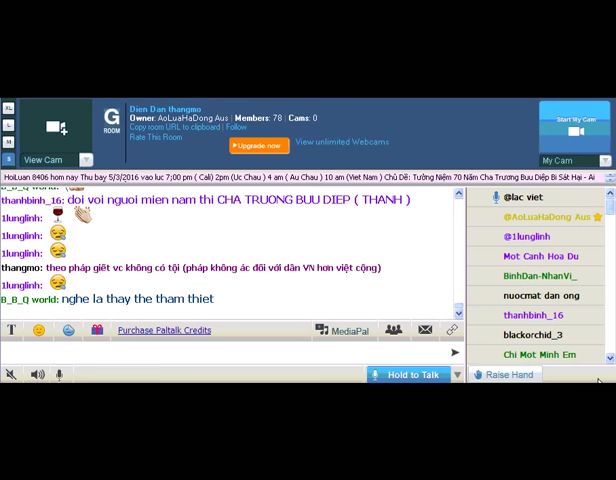 XL
L
M
S
View Cam
G
ROOM
Dien Dan thangmo
Owner: AoLuaHaDong Aus | Members: 78 | Cams: 0
Copy room URL to clipboard | Follow
Rate This Room
Upgrade now
View unlimited Webcams
Start My Cam
My Cam
HoiLuan 8406 hom nay Thu bay 5/3/2016 vao luc 7;00 pm ( Cali) 2pm (Uc Chau ) 4 am ( Au Chau ) 10 am (Viet Nam ) Chủ Đề: Tưởng Niệm 70 Năm Cha Trương Bưu Diệp Bi Sát Hại - Ai
B_B_Q world:
thanhbinh_16: doi voi nguoi mien nam thi CHA TRUONG BUU DIEP ( THANH )
1lunglinh:
1lunglinh:
1lunglinh:
thangmo: theo pháp giết vc không có tội (pháp không ác đối với dân VN hơn việt cộng)
1lunglinh:
B_B_Q world: nghe la thay the tham thiet
@lac viet
@AoLuaHaDong Aus
@1lunglinh
Mot Canh Hoa Du
BinhDan-NhanVi_
nuocmat dan ong
thanhbinh_16
blackorchid_3
Chi Mot Minh Em
T
Purchase Paltalk Credits
MediaPal
Hold to Talk
Raise Hand